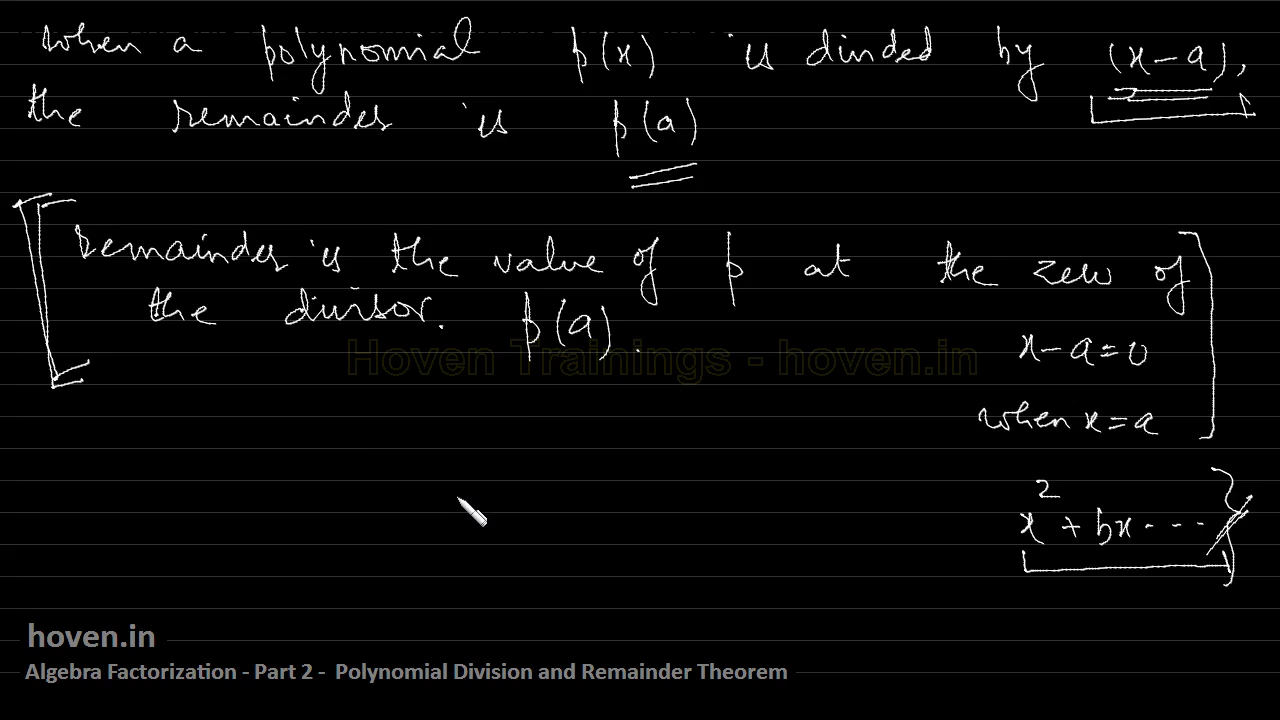 when a polynomial p(x) is divided by (x-a),
the remainder is p(a)
remainder is the value of p at the zero of
the divisor. p(a).
x-a=0
when x=a
x²+bx---
Hoven Trainings - hoven.in
hoven.in
Algebra Factorization - Part 2 - Polynomial Division and Remainder Theorem